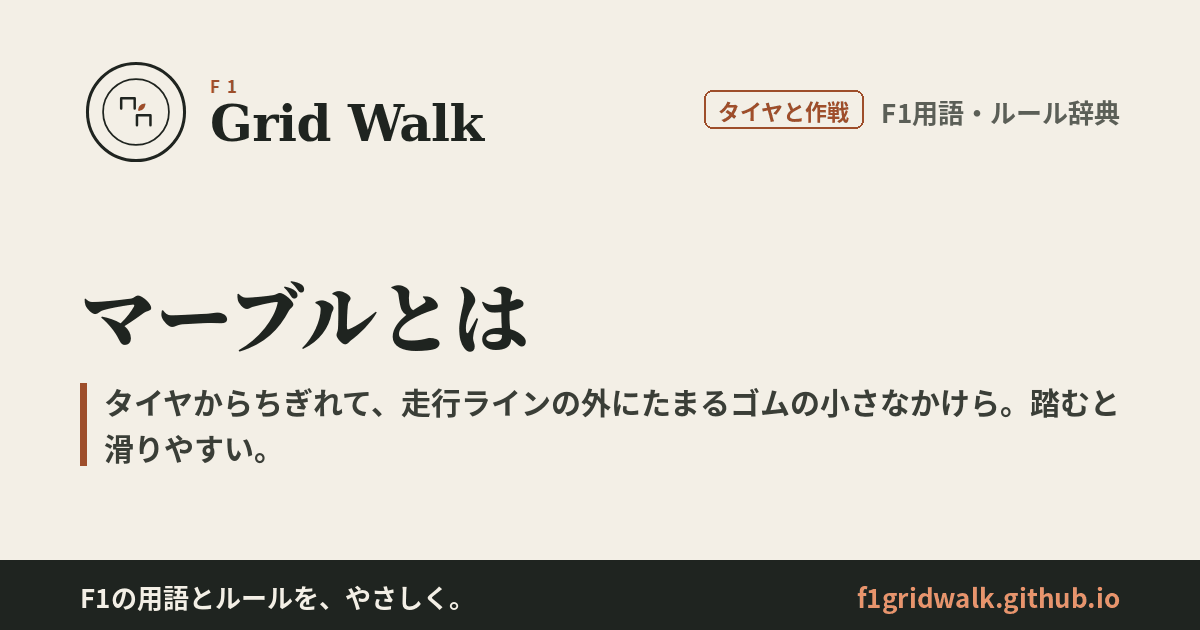 F1
Grid Walk
タイヤと作戦
F1用語・ルール辞典
マーブルとは
タイヤからちぎれて、走行ラインの外にたまるゴムの小さなかけら。踏むと
滑りやすい。
F1の用語とルールを、やさしく。
f1gridwalk.github.io